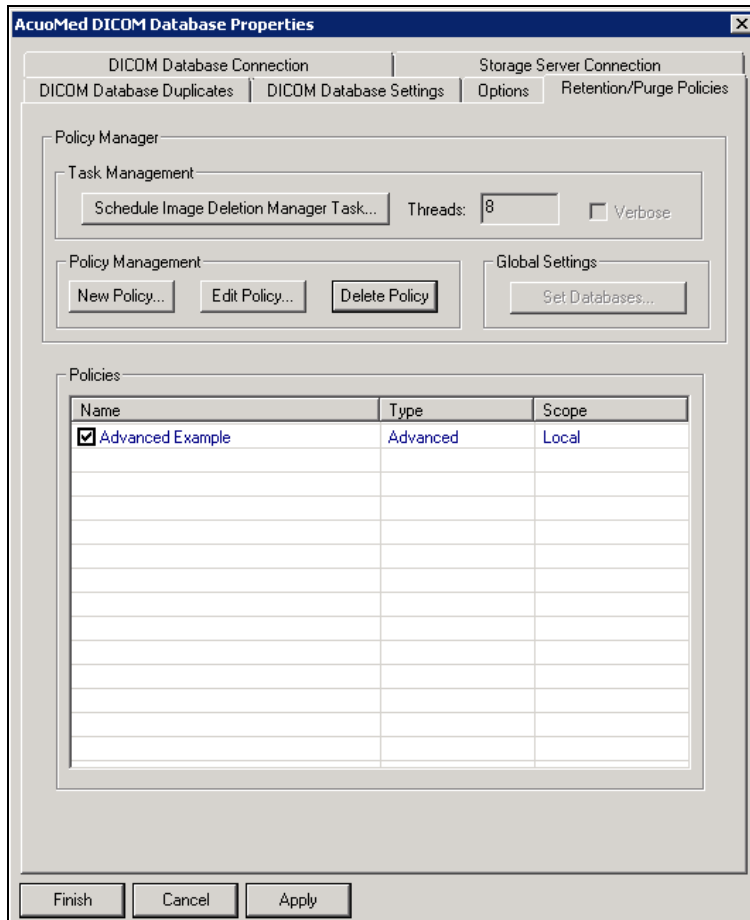 AcuoMed DICOM Database Properties
DICOM Database Connection Storage Server Connection
DICOM Database Duplicates DICOM Database Settings Options Retention/Purge Policies
Policy Manager
Task Management
Schedule Image Deletion Manager Task... Threads: 8 Verbose
Policy Management Global Settings
New Policy... Edit Policy... Delete Policy Set Databases...
Policies
Name Type Scope
Advanced Example Advanced Local
Finish Cancel Apply